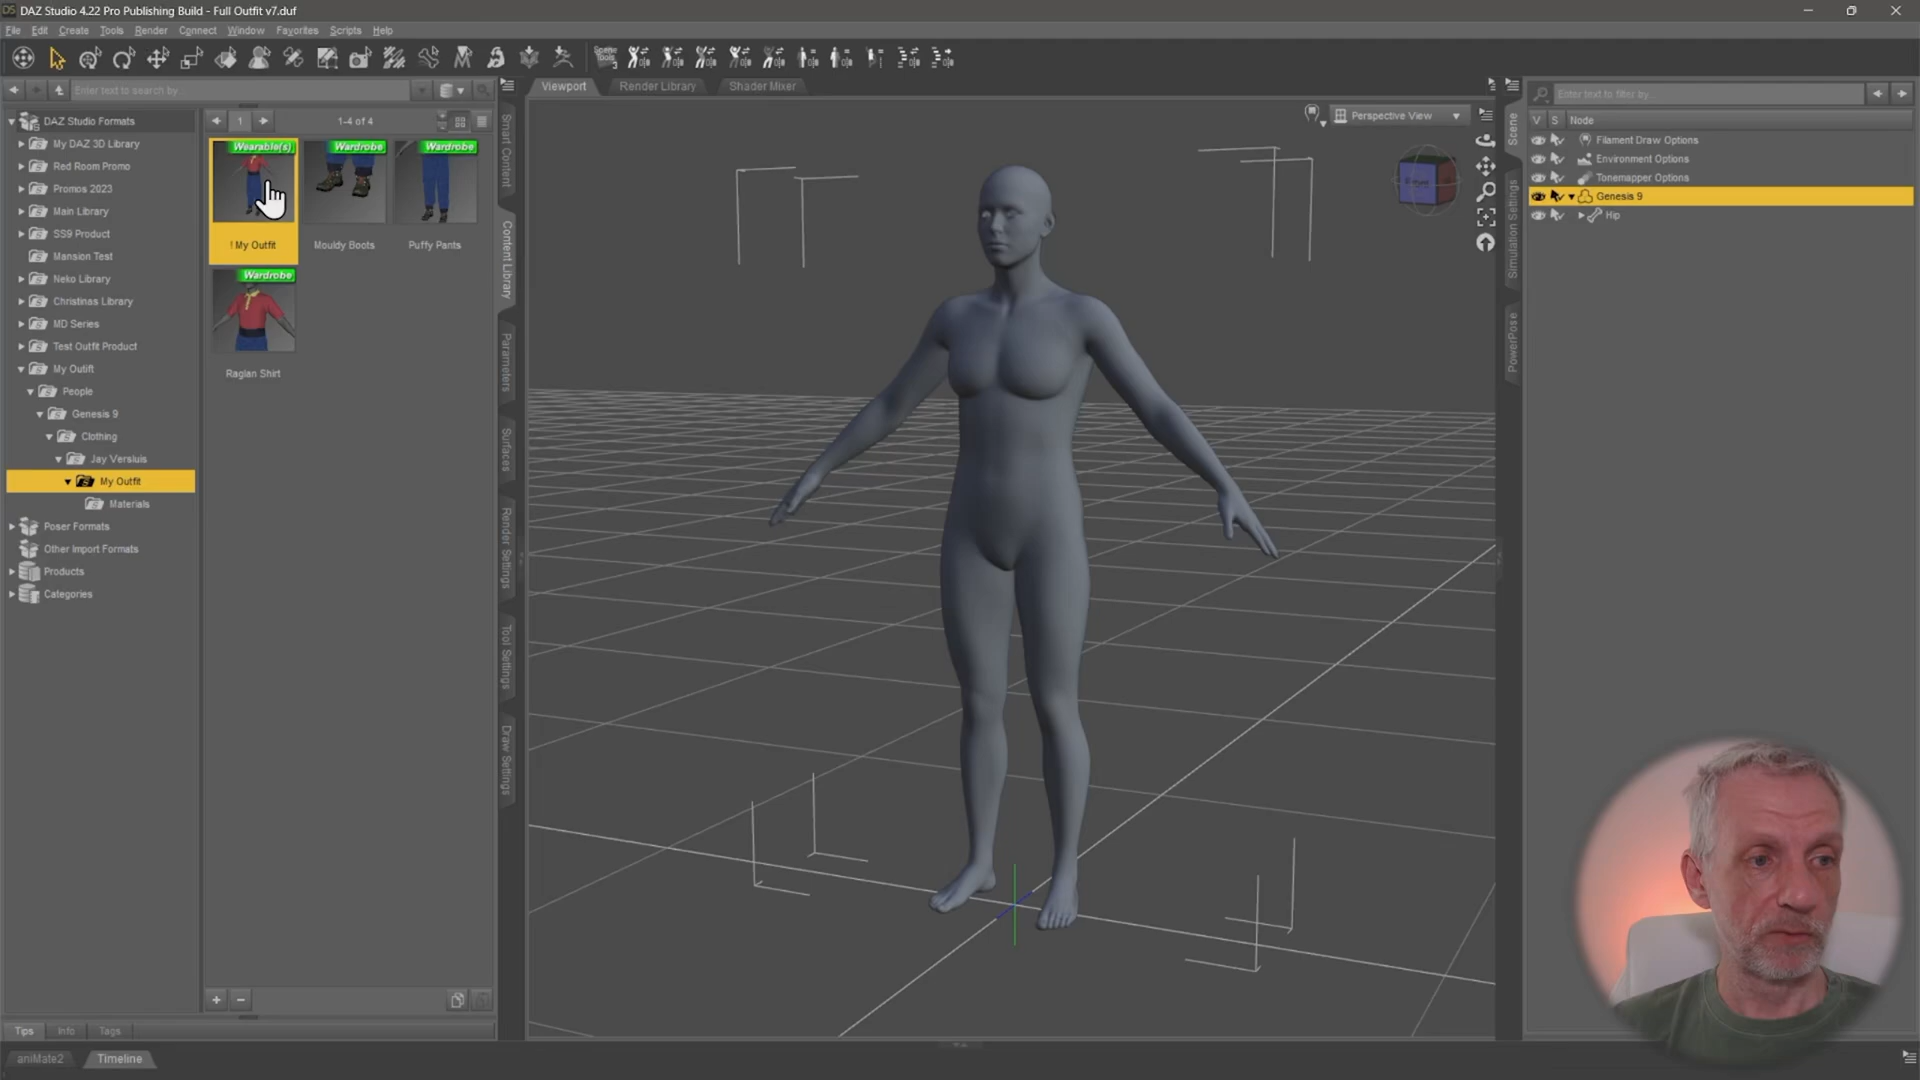 DAZ Studio 4.22 Pro Publishing Build - Full Outfit v7.duf
File Edit Create Tools Render Connect Window Favorites Scripts Help
Scene Tools 3
Enter text to search by...
Viewport Render Library Shader Mixer
Enter text to filter by...
DAZ Studio Formats
My DAZ 3D Library
Red Room Promo
Promos 2023
Main Library
SS9 Product
Mansion Test
Neko Library
Christinas Library
MD Series
Test Outfit Product
My Outifit
People
Genesis 9
Clothing
Jay Versluis
My Outfit
Materials
Poser Formats
Other Import Formats
Products
Categories
1
1-4 of 4
Wearable(s)
! My Outfit
Wardrobe
Mouldy Boots
Wardrobe
Puffy Pants
Wardrobe
Raglan Shirt
Smart Content
Content Library
Parameters
Surfaces
Render Settings
Tool Settings
Draw Settings
Perspective View
Scene
Simulation Settings
PowerPose
V S Node
Filament Draw Options
Environment Options
Tonemapper Options
Genesis 9
Hip
Tips Info Tags
aniMate2 Timeline